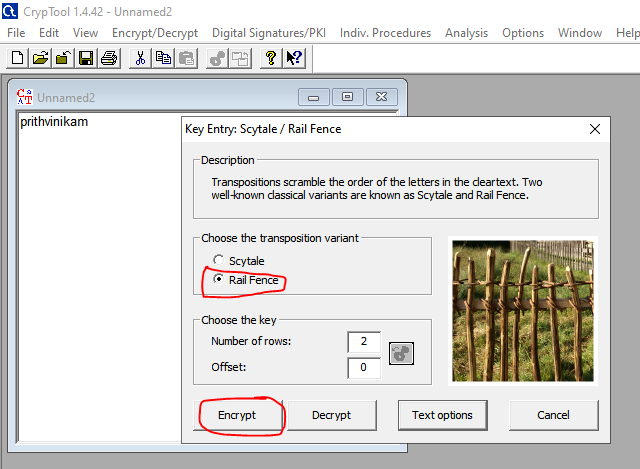 CrypTool 1.4.42 - Unnamed2
File Edit View Encrypt/Decrypt Digital Signatures/PKI Indiv. Procedures Analysis Options Window Help
Unnamed2
prithvinikam
Key Entry: Scytale / Rail Fence
Description
Transpositions scramble the order of the letters in the cleartext. Two
well-known classical variants are known as Scytale and Rail Fence.
Choose the transposition variant
Scytale
Rail Fence
Choose the key
Number of rows: 2
Offset: 0
Encrypt Decrypt Text options Cancel